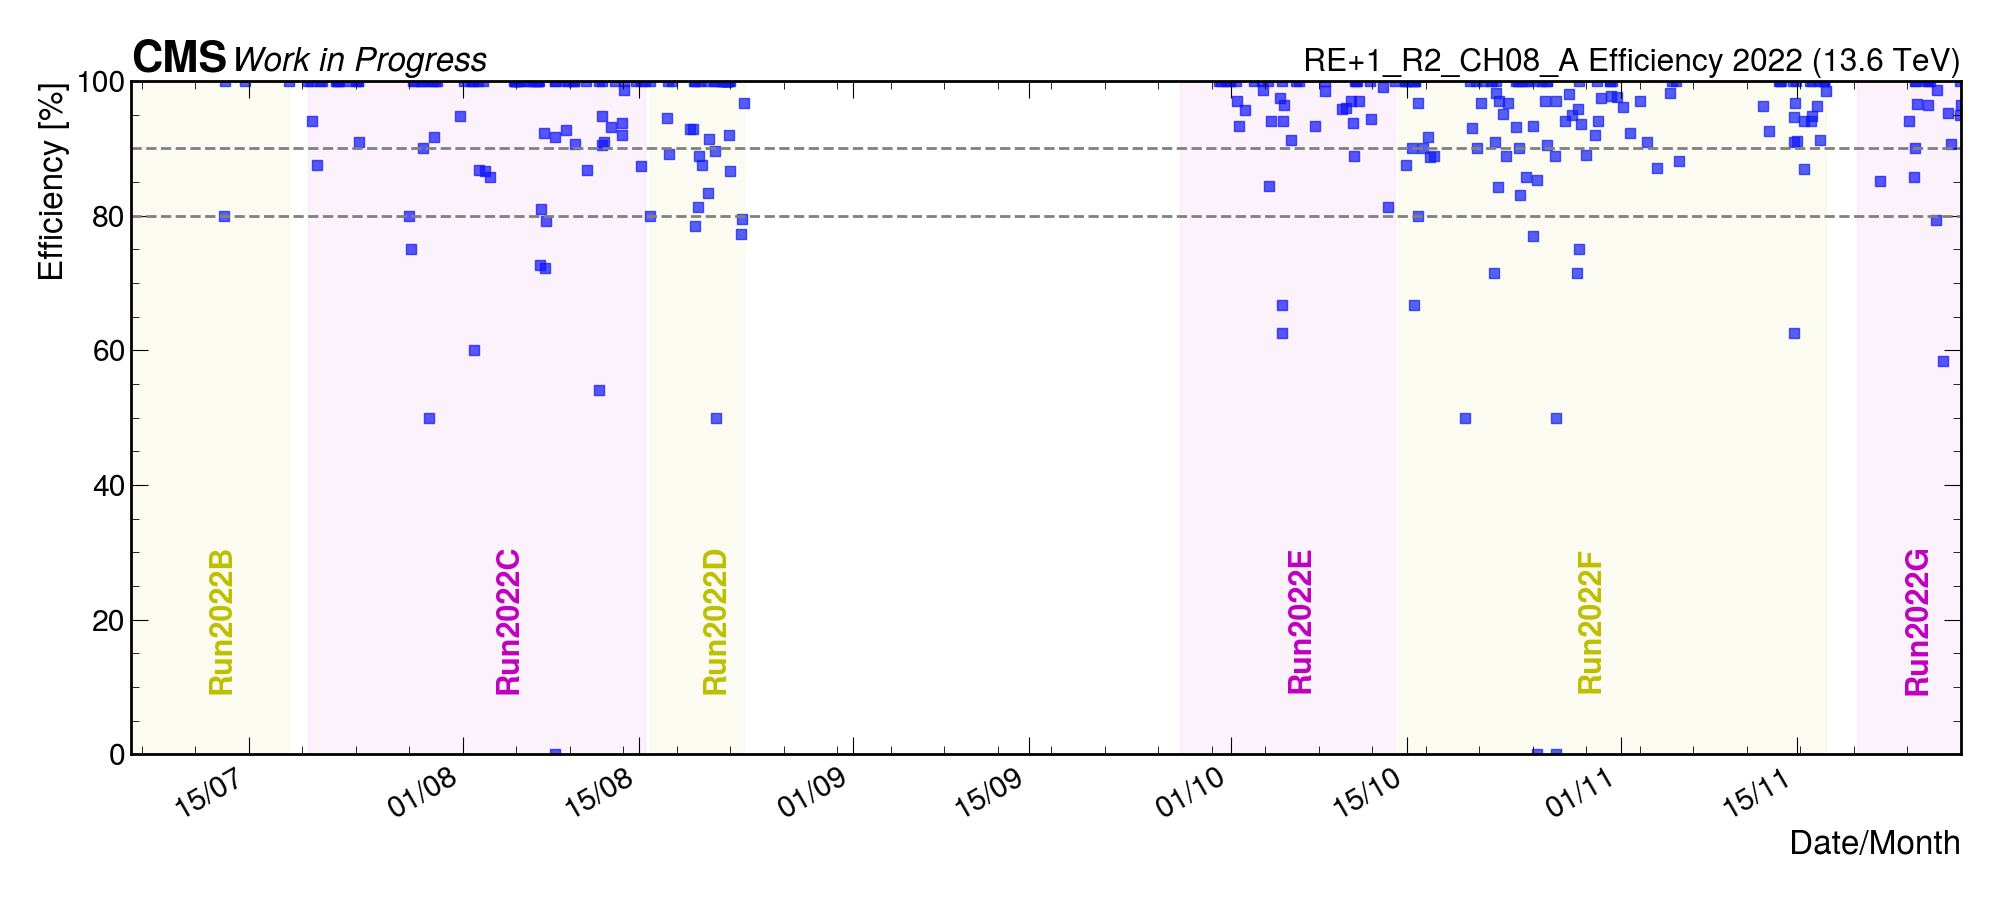 CMS Work in Progress
RE+1_R2_CH08_A Efficiency 2022 (13.6 TeV)
Efficiency [%]
100
80
60
40
20
0
Run2022B
Run2022C
Run2022D
Run2022E
Run2022F
Run2022G
15/07
01/08
15/08
01/09
15/09
01/10
15/10
01/11
15/11
Date/Month